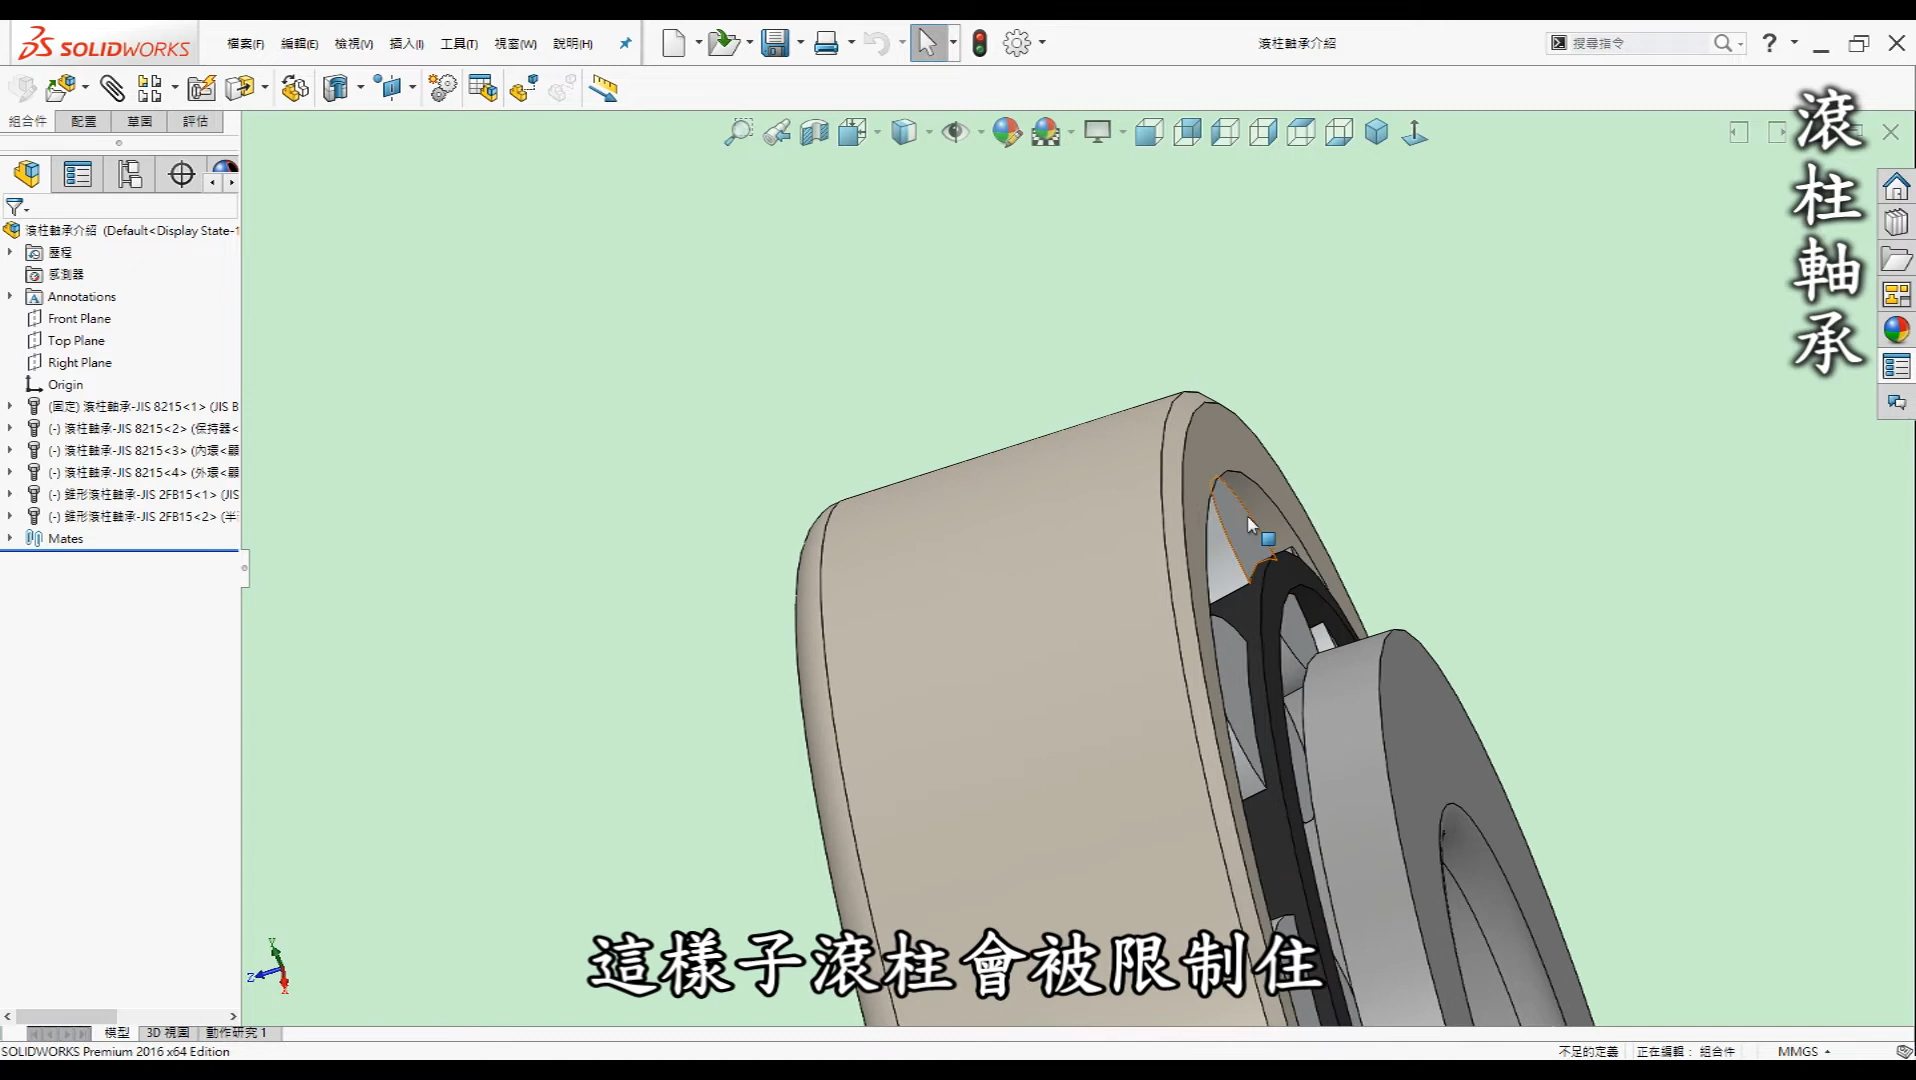 SOLIDWORKS
檔案(F)
編輯(E)
檢視(V)
插入(I)
工具(T)
視窗(W)
說明(H)
滾柱軸承介紹
搜尋指令
組合件
配置
草圖
評估
滾柱軸承介紹 (Default<Display State-1
歷程
感測器
Annotations
Front Plane
Top Plane
Right Plane
Origin
(固定) 滾柱軸承-JIS 8215<1> (JIS B
(-) 滾柱軸承-JIS 8215<2> (保持器<
(-) 滾柱軸承-JIS 8215<3> (內環<顯
(-) 滾柱軸承-JIS 8215<4> (外環<顯
(-) 錐形滾柱軸承-JIS 2FB15<1> (JIS
(-) 錐形滾柱軸承-JIS 2FB15<2> (半
Mates
滾柱軸承
這樣子滾柱會被限制住
Y
Z
X
模型
3D 視圖
動作研究 1
SOLIDWORKS Premium 2016 x64 Edition
不足的定義
正在編輯： 組合件
MMGS